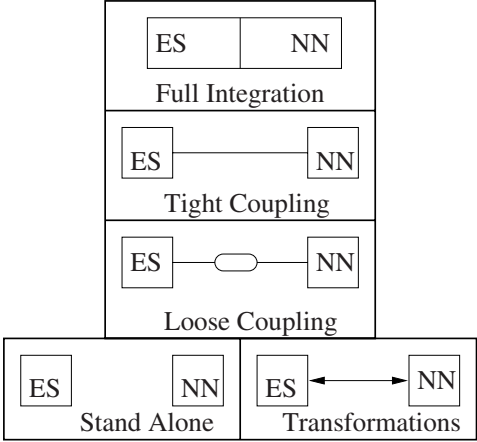 ES NN
Full Integration
ES NN
Tight Coupling
ES NN
Loose Coupling
ES NN
Stand Alone
ES NN
Transformations